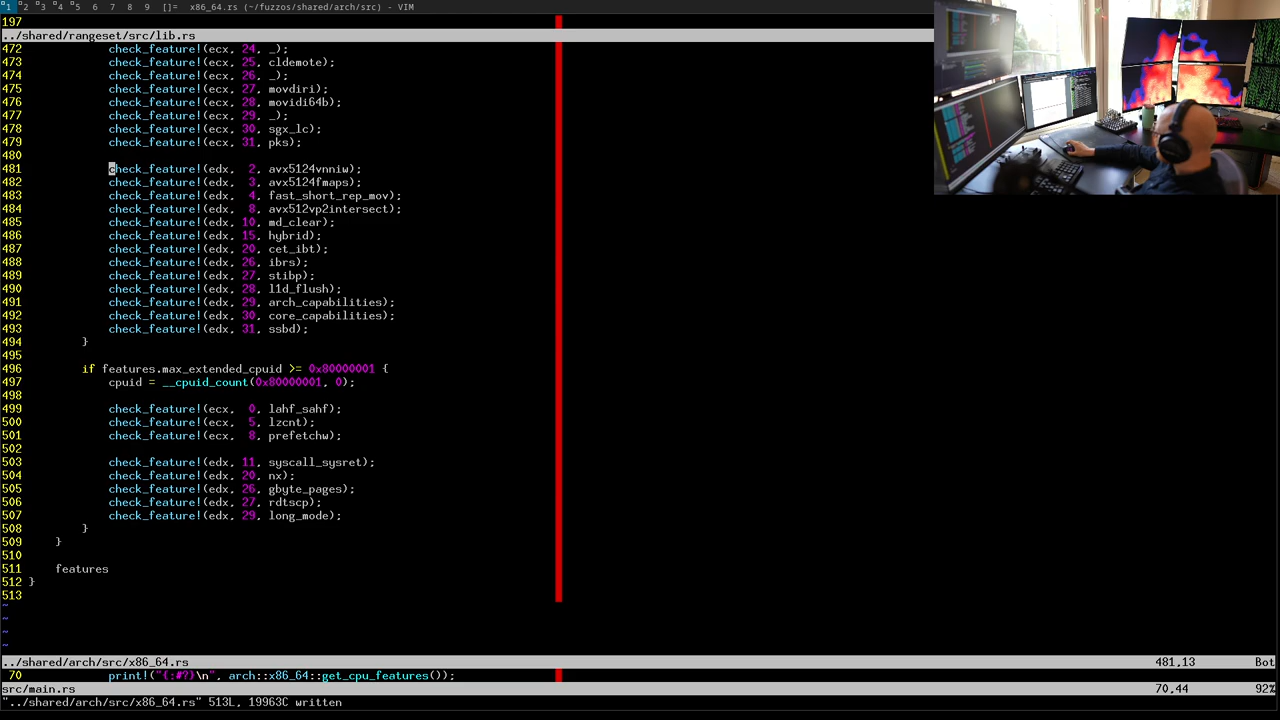 1 2 3 4 5 6 7 8 9 []= x86_64.rs (~/fuzzos/shared/arch/src) - VIM
197
../shared/rangeset/src/lib.rs
472 check_feature!(ecx, 24, _);
473 check_feature!(ecx, 25, cldemote);
474 check_feature!(ecx, 26, _);
475 check_feature!(ecx, 27, movdiri);
476 check_feature!(ecx, 28, movidi64b);
477 check_feature!(ecx, 29, _);
478 check_feature!(ecx, 30, sgx_lc);
479 check_feature!(ecx, 31, pks);
480
481 check_feature!(edx, 2, avx5124vnniw);
482 check_feature!(edx, 3, avx5124fmaps);
483 check_feature!(edx, 4, fast_short_rep_mov);
484 check_feature!(edx, 8, avx512vp2intersect);
485 check_feature!(edx, 10, md_clear);
486 check_feature!(edx, 15, hybrid);
487 check_feature!(edx, 20, cet_ibt);
488 check_feature!(edx, 26, ibrs);
489 check_feature!(edx, 27, stibp);
490 check_feature!(edx, 28, l1d_flush);
491 check_feature!(edx, 29, arch_capabilities);
492 check_feature!(edx, 30, core_capabilities);
493 check_feature!(edx, 31, ssbd);
494 }
495
496 if features.max_extended_cpuid >= 0x80000001 {
497 cpuid = __cpuid_count(0x80000001, 0);
498
499 check_feature!(ecx, 0, lahf_sahf);
500 check_feature!(ecx, 5, lzcnt);
501 check_feature!(ecx, 8, prefetchw);
502
503 check_feature!(edx, 11, syscall_sysret);
504 check_feature!(edx, 20, nx);
505 check_feature!(edx, 26, gbyte_pages);
506 check_feature!(edx, 27, rdtscp);
507 check_feature!(edx, 29, long_mode);
508 }
509 }
510
511 features
512 }
513
~
~
~
~
../shared/arch/src/x86_64.rs 481,13 Bot
70 print!("{:#?}\n", arch::x86_64::get_cpu_features());
src/main.rs 70,44 92%
"../shared/arch/src/x86_64.rs" 513L, 19963C written